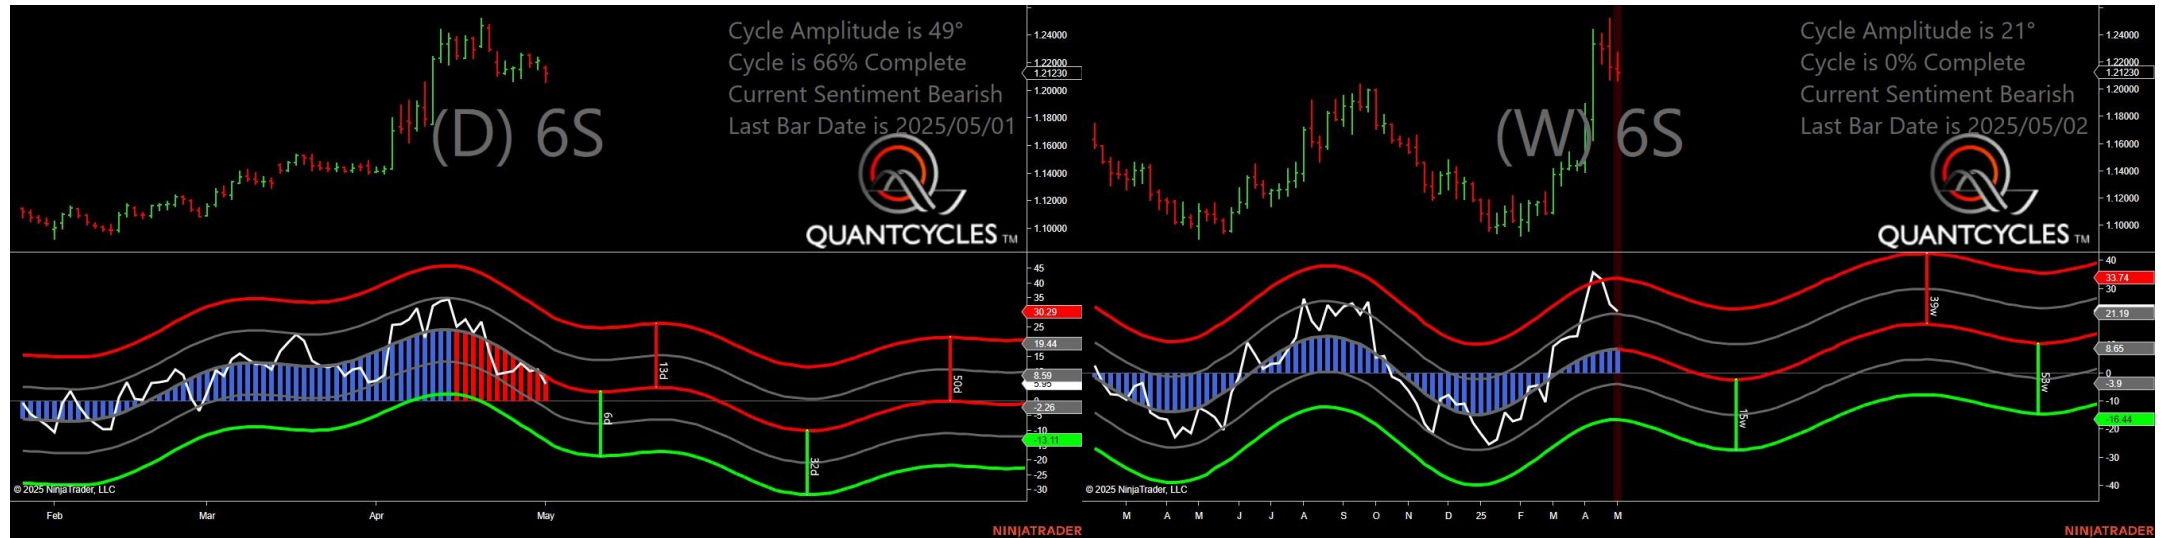 Cycle Amplitude is 49°
Cycle is 66% Complete
Current Sentiment Bearish
Last Bar Date is 2025/05/01
(D) 6S
QUANTCYCLES TM
1.24000
1.22000
1.21230
1.20000
1.18000
1.16000
1.14000
1.12000
1.10000
45
40
35
30.29
25
19.44
15
8.59
5.95
-2.26
-5
-10
-13.11
-20
-25
-30
13d
50d
6d
32d
© 2025 NinjaTrader, LLC
Feb Mar Apr May
NINJATRADER
Cycle Amplitude is 21°
Cycle is 0% Complete
Current Sentiment Bearish
Last Bar Date is 2025/05/02
(W) 6S
QUANTCYCLES TM
1.24000
1.22000
1.21230
1.20000
1.18000
1.16000
1.14000
1.12000
1.10000
40
33.74
30
21.19
8.65
0
-3.9
-10
-16.44
-20
-30
-40
39w
53w
15w
© 2025 NinjaTrader, LLC
M A M J J A S O N D 25 F M A M
NINJATRADER